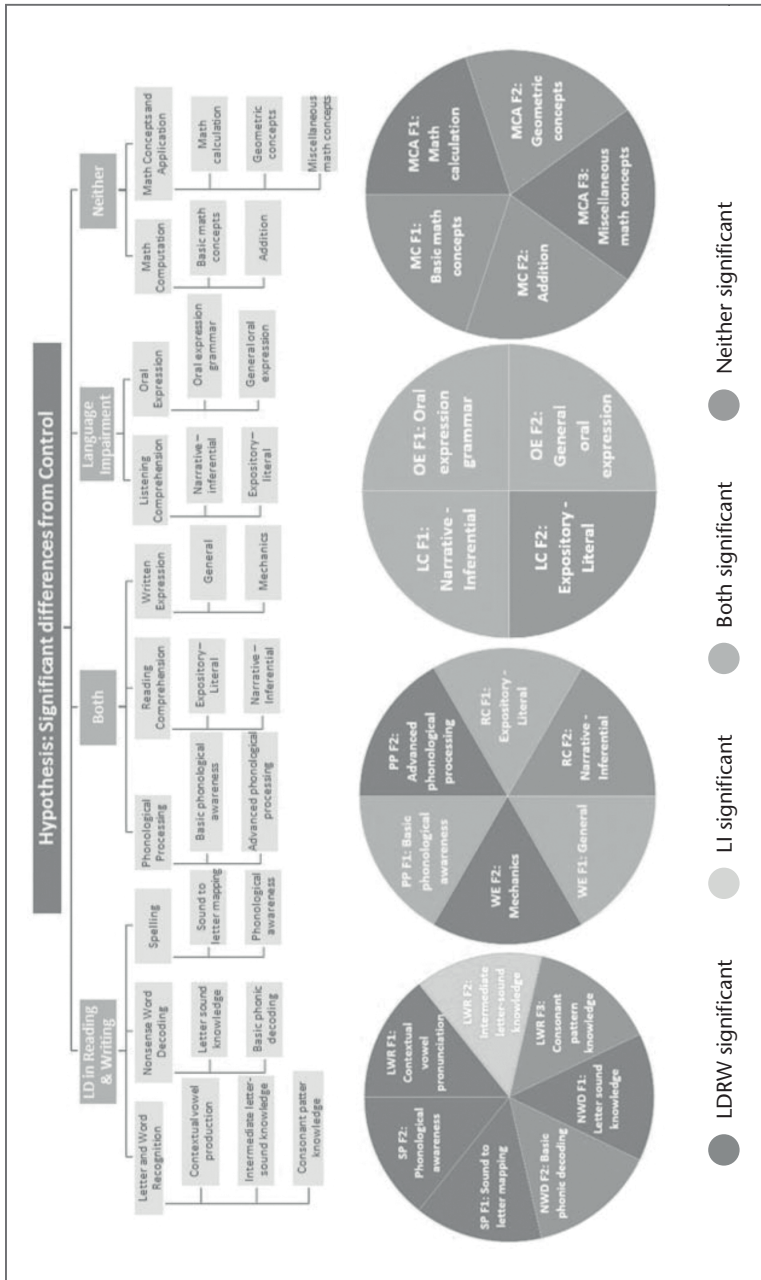 Hypothesis: Significant differences from Control
LD in Reading
& Writing
Both
Language
Impairment
Neither
Letter and Word
Recognition
Contextual vowel
production
Intermediate letter-
sound knowledge
Consonant patter
knowledge
Nonsense Word
Decoding
Letter sound
knowledge
Basic phonic
decoding
Spelling
Sound to
letter mapping
Phonological
awareness
Phonological
Processing
Basic phonological
awareness
Advanced phonological
processing
Reading
Comprehension
Expository–
Literal
Narrative–
Inferential
Written
Expression
General
Mechanics
Listening
Comprehension
Narrative–
inferential
Expository–
literal
Oral
Expression
Oral expression
grammar
General oral
expression
Math
Computation
Basic math
concepts
Addition
Math Concepts and
Application
Math
calculation
Geometric
concepts
Miscellaneous
math concepts
LWR F1:
Contextual
vowel
pronunciation
LWR F2:
Intermediate
letter-sound
knowledge
LWR F3:
Consonant
pattern
knowledge
NWD F1:
Letter sound
knowledge
NWD F2: Basic
phonic decoding
SP F1: Sound to
letter mapping
SP F2:
Phonological
awareness
PP F2:
Advanced
phonological
processing
RC F1:
Expository -
Literal
RC F2:
Narrative -
Inferential
WE F1: General
WE F2:
Mechanics
PP F1: Basic
phonological
awareness
OE F1: Oral
expression
grammar
OE F2:
General
oral
expression
LC F2:
Expository -
Literal
LC F1:
Narrative -
Inferential
MCA F1:
Math
calculation
MCA F2:
Geometric
concepts
MCA F3:
Miscellaneous
math concepts
MC F2:
Addition
MC F1:
Basic math
concepts
LDRW significant
LI significant
Both significant
Neither significant